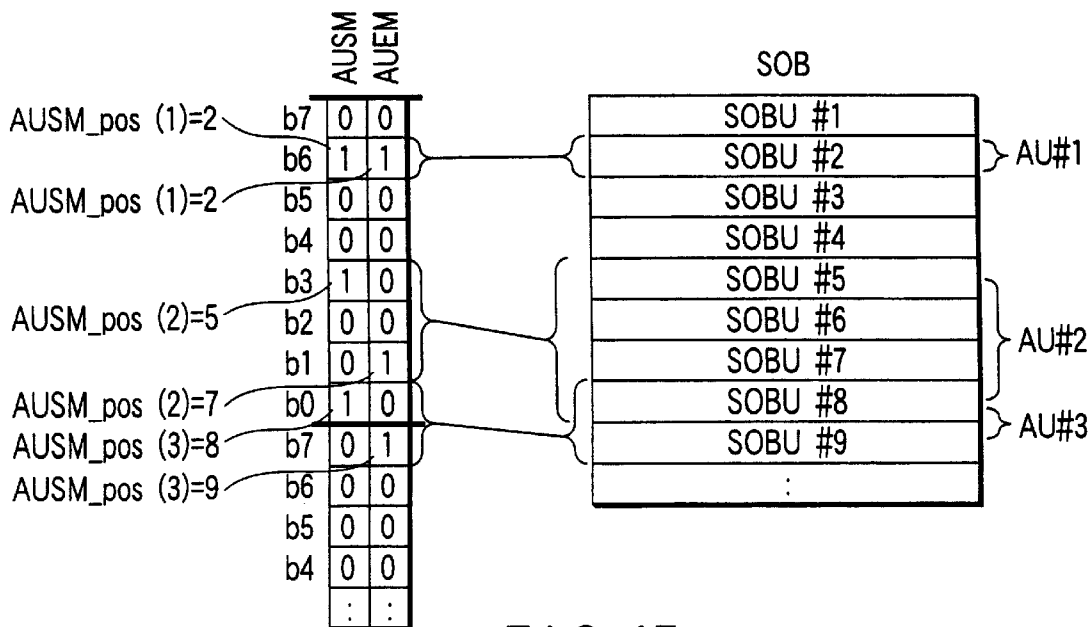 AUSM AUEM
SOB
AUSM_pos (1)=2
b7 0 0
SOBU #1
b6 1 1
SOBU #2
AU#1
AUSM_pos (1)=2
b5 0 0
SOBU #3
b4 0 0
SOBU #4
b3 1 0
SOBU #5
AUSM_pos (2)=5
b2 0 0
SOBU #6
AU#2
b1 0 1
SOBU #7
AUSM_pos (2)=7
b0 1 0
SOBU #8
AU#3
AUSM_pos (3)=8
b7 0 1
SOBU #9
AUSM_pos (3)=9
b6 0 0
:
b5 0 0
b4 0 0
: :